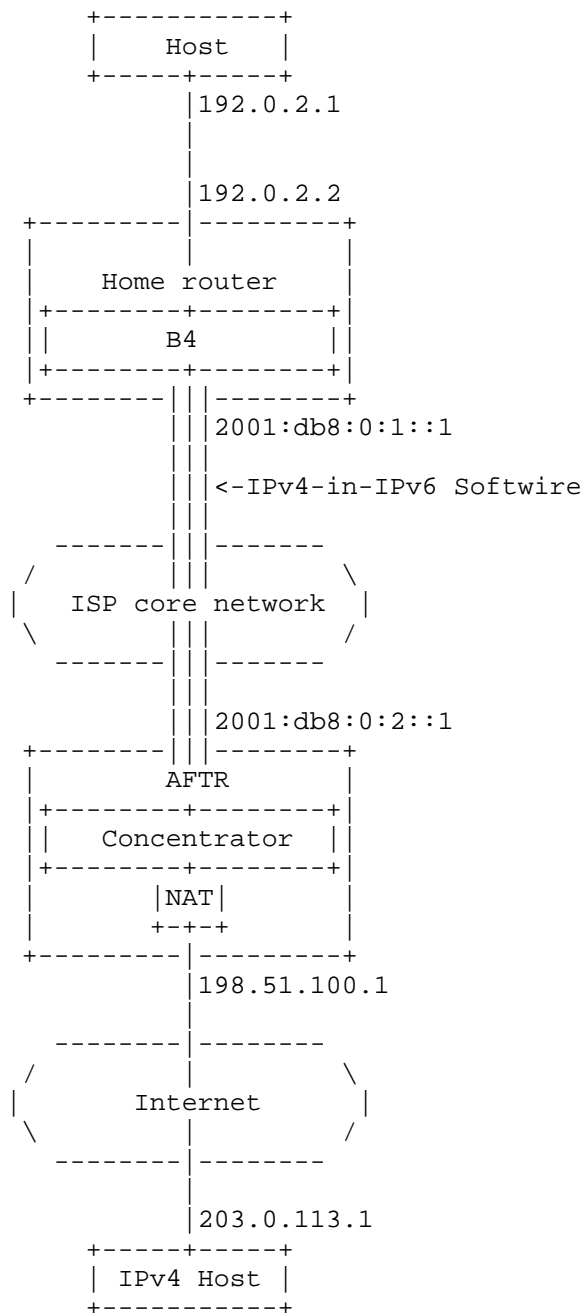 Host
192.0.2.1
192.0.2.2
Home router
B4
2001:db8:0:1::1
<-IPv4-in-IPv6 Softwire
ISP core network
2001:db8:0:2::1
AFTR
Concentrator
NAT
198.51.100.1
Internet
203.0.113.1
IPv4 Host